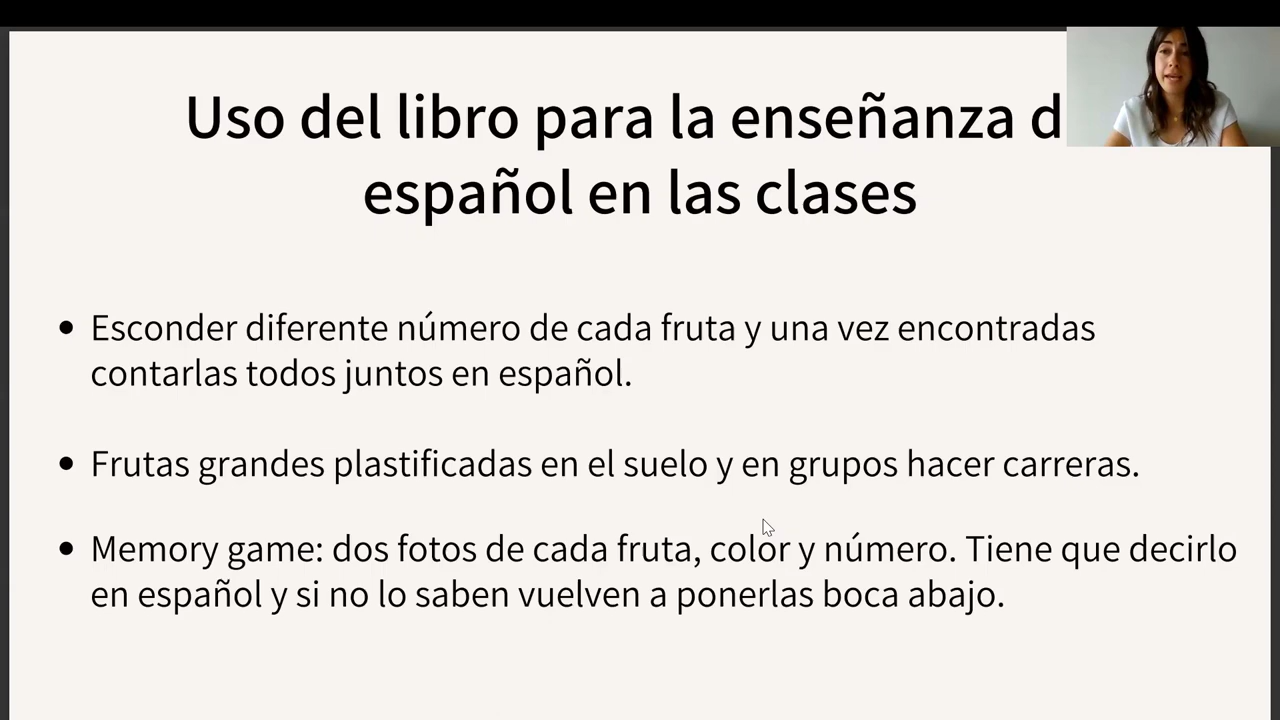 Uso del libro para la enseñanza
español en las clases
• Esconder diferente número de cada fruta y una vez encontradas
contarlas todos juntos en español.
• Frutas grandes plastificadas en el suelo y en grupos hacer carreras.
• Memory game: dos fotos de cada fruta, color y número. Tiene que decirlo
en español y si no lo saben vuelven a ponerlas boca abajo.